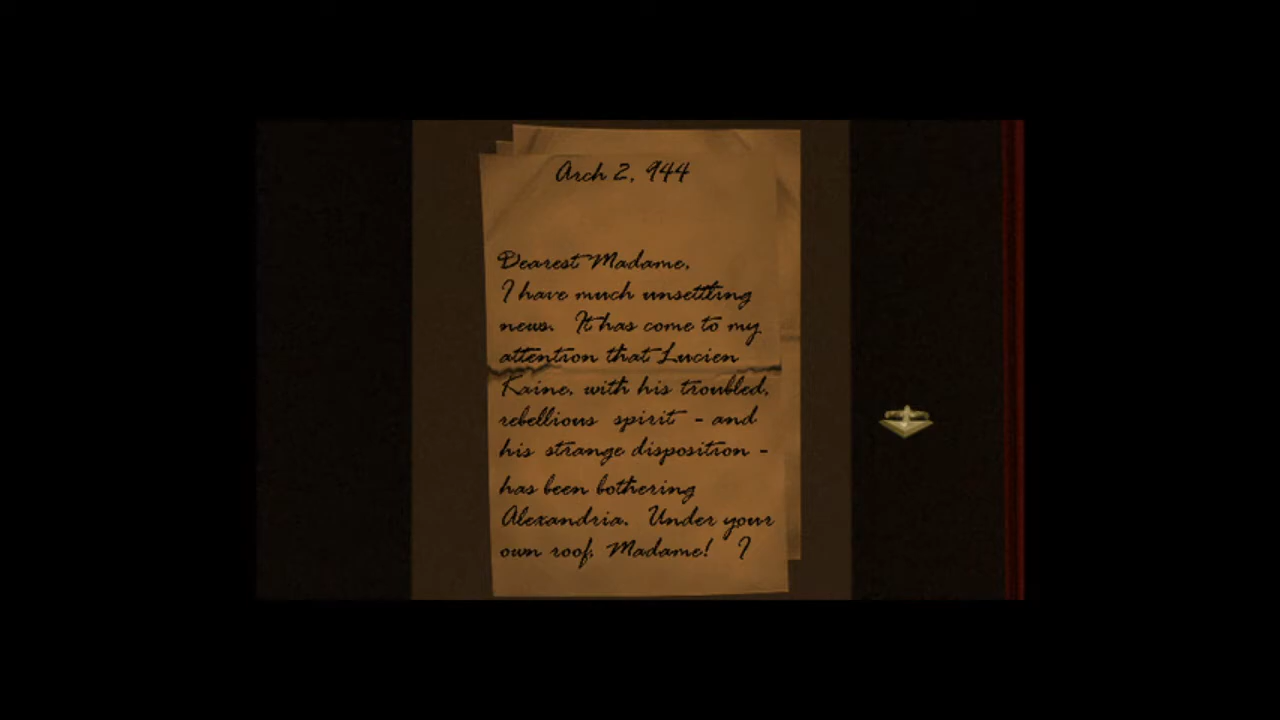 Arch 2, 944
Dearest Madame,
I have much unsettling
news. It has come to my
attention that Lucien
Kaine, with his troubled,
rebellious spirit - and
his strange disposition -
has been bothering
Alexandria. Under your
own roof, Madame! I